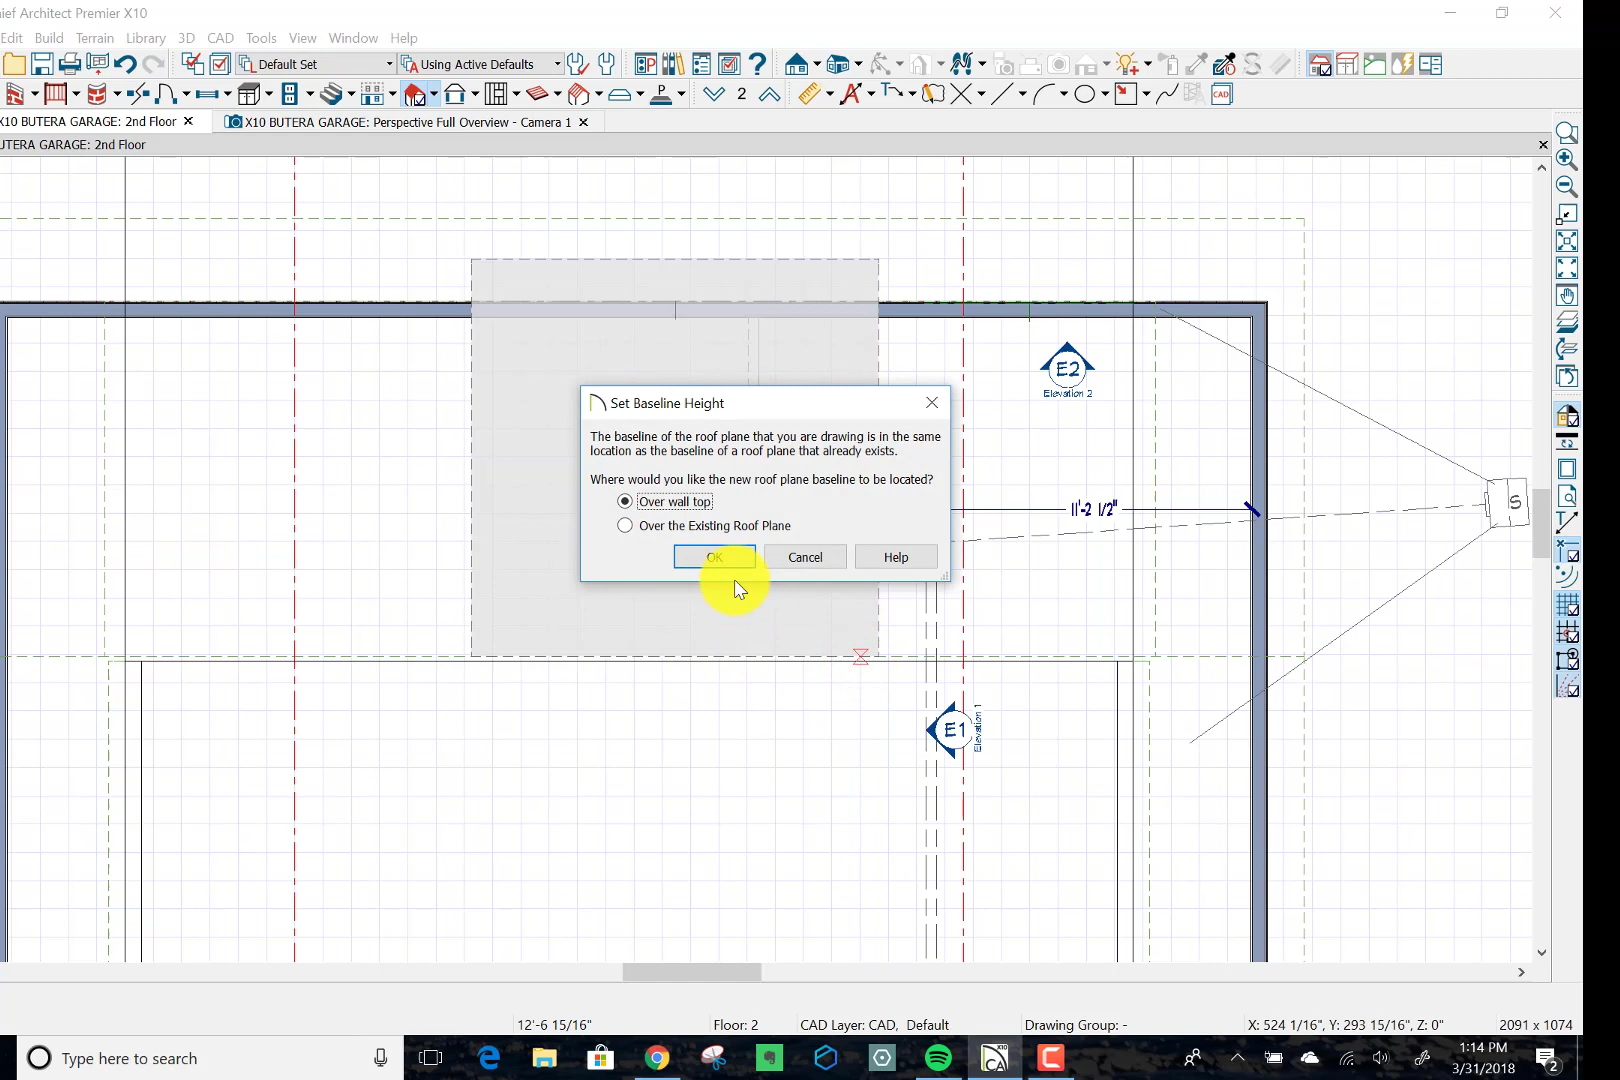 ief Architect Premier X10
Edit Build Terrain Library 3D CAD Tools View Window Help
Default Set Using Active Defaults
P 2 A CAD
X10 BUTERA GARAGE: 2nd Floor X10 BUTERA GARAGE: Perspective Full Overview - Camera 1
UTERA GARAGE: 2nd Floor
E2
Elevation 2
Set Baseline Height
The baseline of the roof plane that you are drawing is in the same
location as the baseline of a roof plane that already exists.
Where would you like the new roof plane baseline to be located?
Over wall top
Over the Existing Roof Plane
OK Cancel Help
11'-2 1/2"
S
E1
Elevation 1
12'-6 15/16" Floor: 2 CAD Layer: CAD, Default Drawing Group: - X: 524 1/16", Y: 293 15/16", Z: 0" 2091 x 1074
Type here to search
X10
CA
1:14 PM
3/31/2018
2